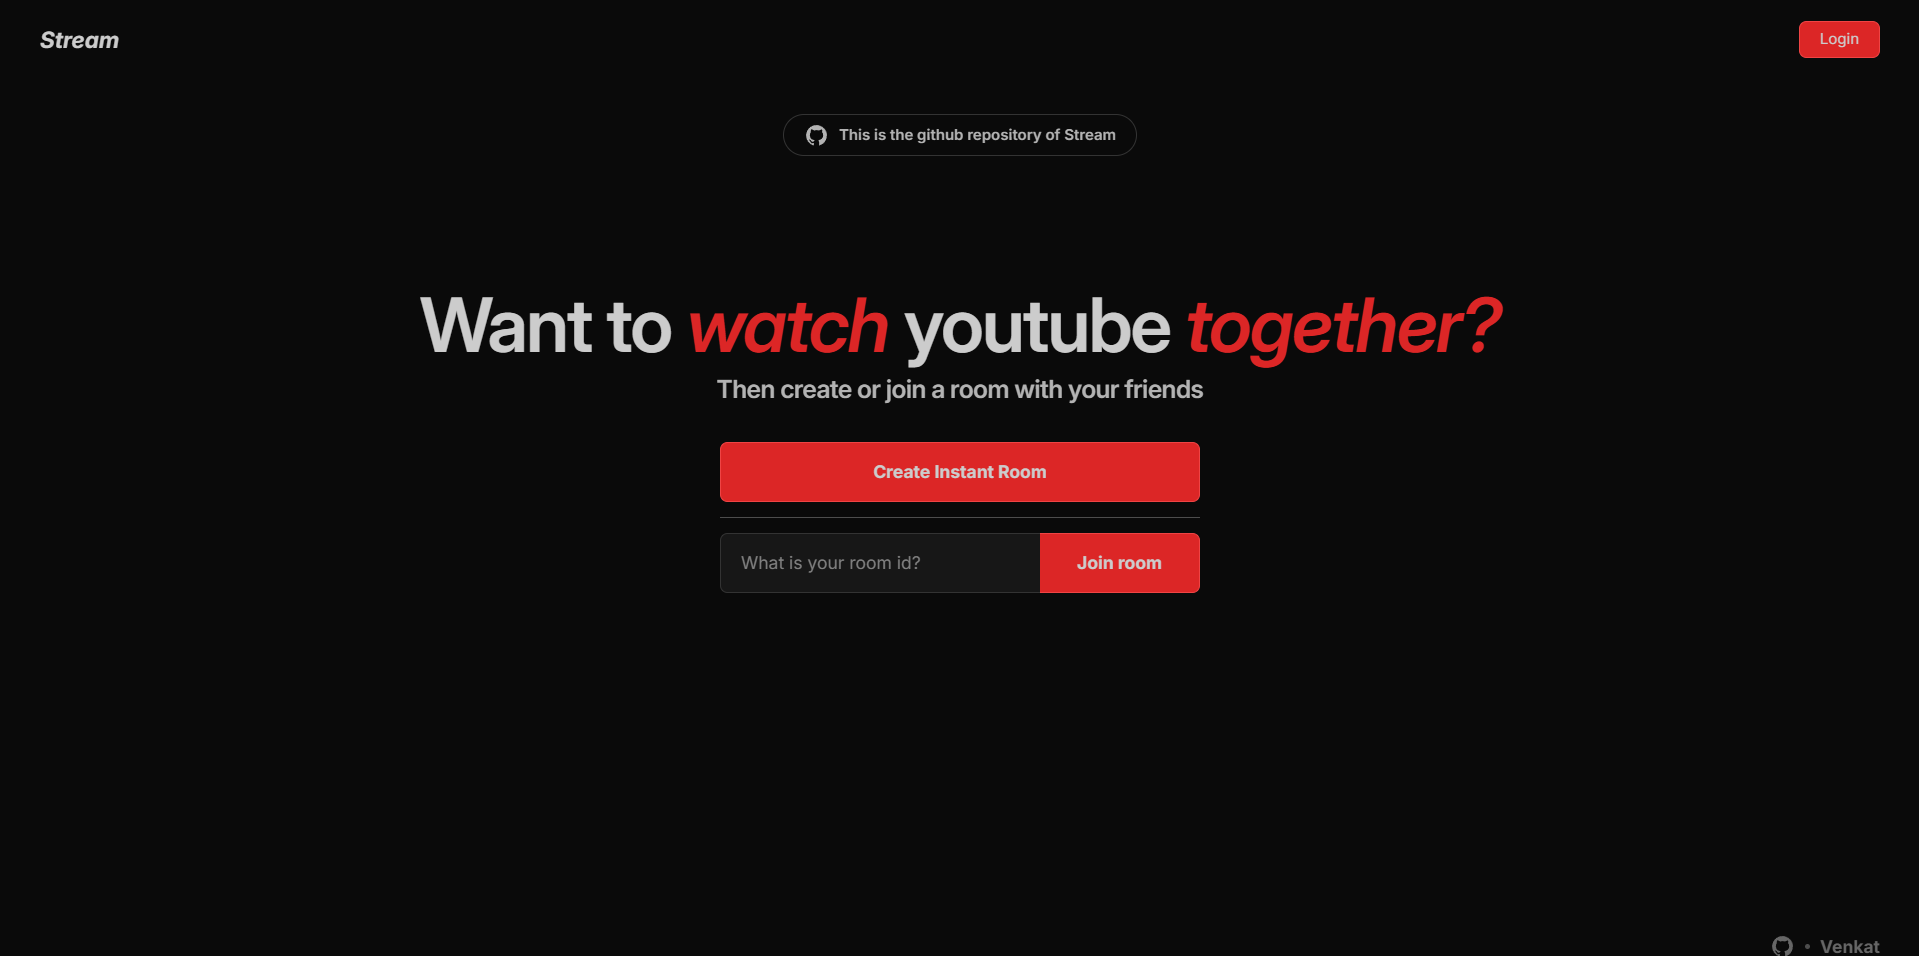 Stream
Login
This is the github repository of Stream
Want to watch youtube together?
Then create or join a room with your friends
Create Instant Room
What is your room id?
Join room
• Venkat